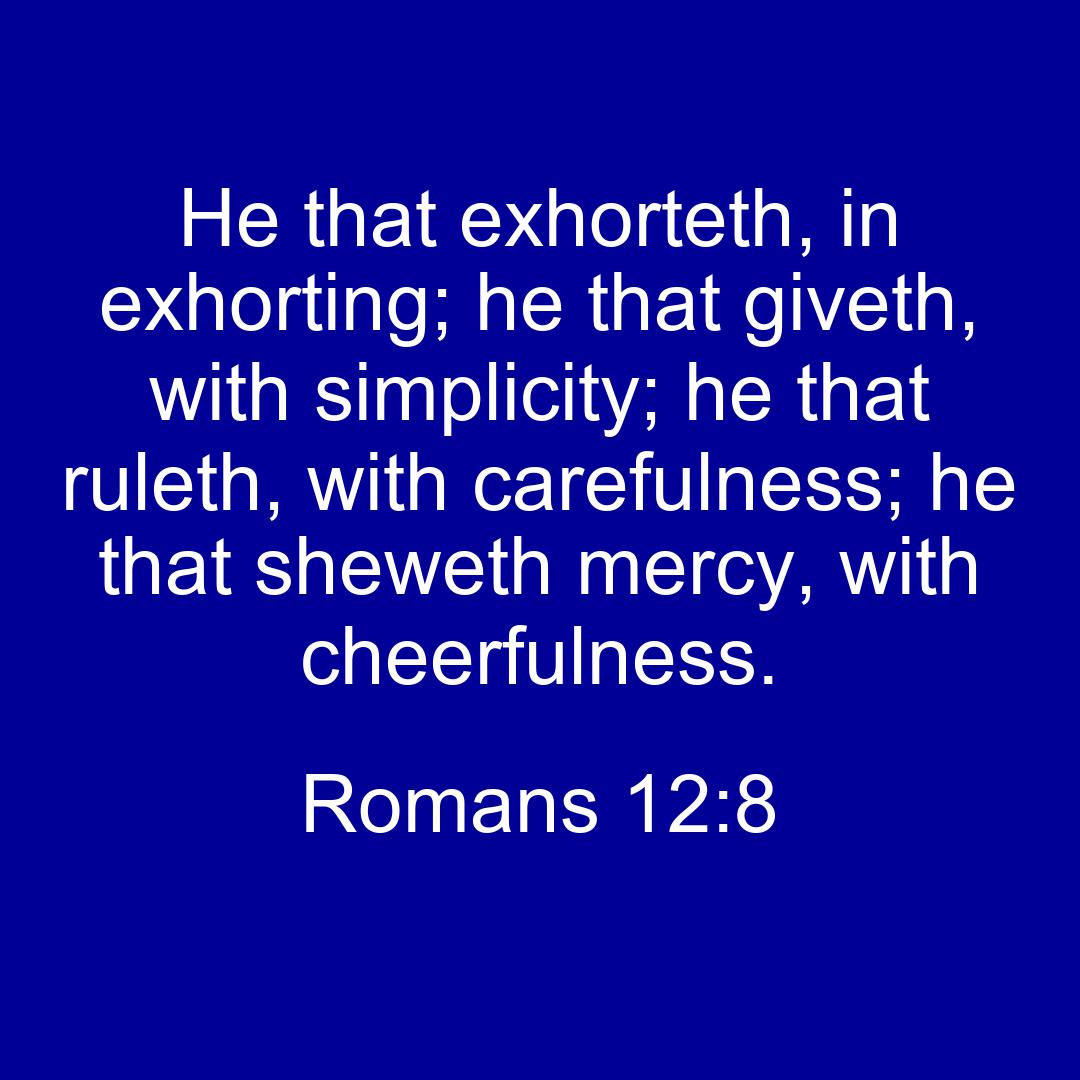 He that exhorteth, in
exhorting; he that giveth,
with simplicity; he that
ruleth, with carefulness; he
that sheweth mercy, with
cheerfulness.
Romans 12:8